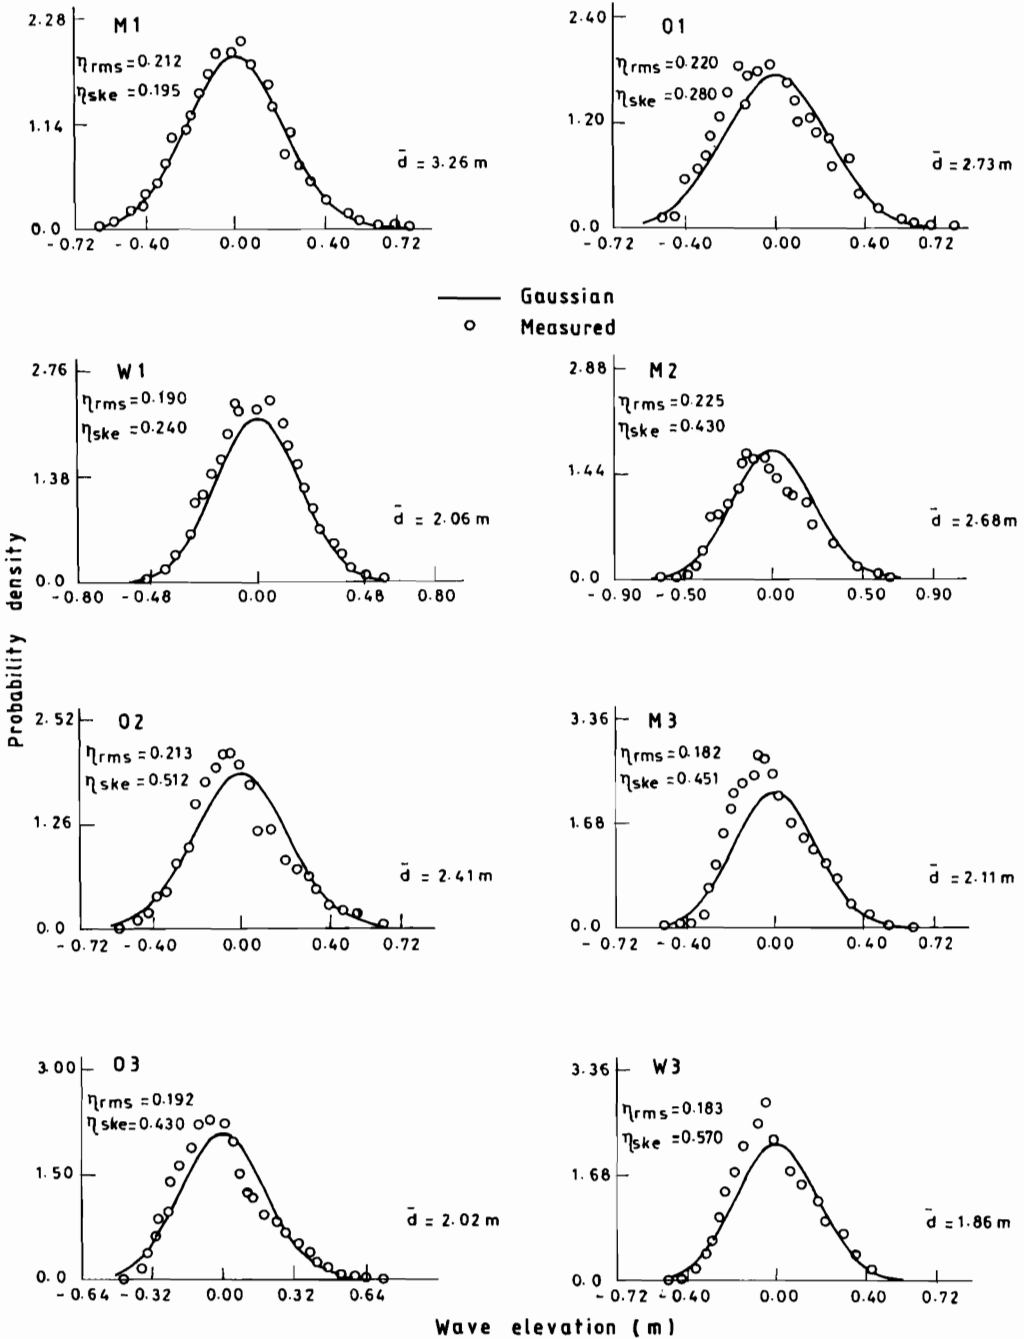 M1
2.28
ηrms = 0.212
ηske = 0.195
1.14
d̄ = 3.26 m
0.0
-0.72 -0.40 0.00 0.40 0.72
O1
2.40
ηrms = 0.220
ηske = 0.280
1.20
d̄ = 2.73 m
0.0
-0.72 -0.40 0.00 0.40 0.72
Gaussian
Measured
W1
2.76
ηrms = 0.190
ηske = 0.240
1.38
d̄ = 2.06 m
0.0
-0.80 -0.48 0.00 0.48 0.80
M2
2.88
ηrms = 0.225
ηske = 0.430
1.44
d̄ = 2.68 m
0.0
-0.90 -0.50 0.00 0.50 0.90
Probability density
O2
2.52
ηrms = 0.213
ηske = 0.512
1.26
d̄ = 2.41 m
0.0
-0.72 -0.40 0.00 0.40 0.72
M3
3.36
ηrms = 0.182
ηske = 0.451
1.68
d̄ = 2.11 m
0.0
-0.72 -0.40 0.00 0.40 0.72
O3
3.00
ηrms = 0.192
ηske = 0.430
1.50
d̄ = 2.02 m
0.0
-0.64 -0.32 0.00 0.32 0.64
W3
3.36
ηrms = 0.183
ηske = 0.570
1.68
d̄ = 1.86 m
0.0
-0.72 -0.40 0.00 0.40 0.72
Wave elevation (m)